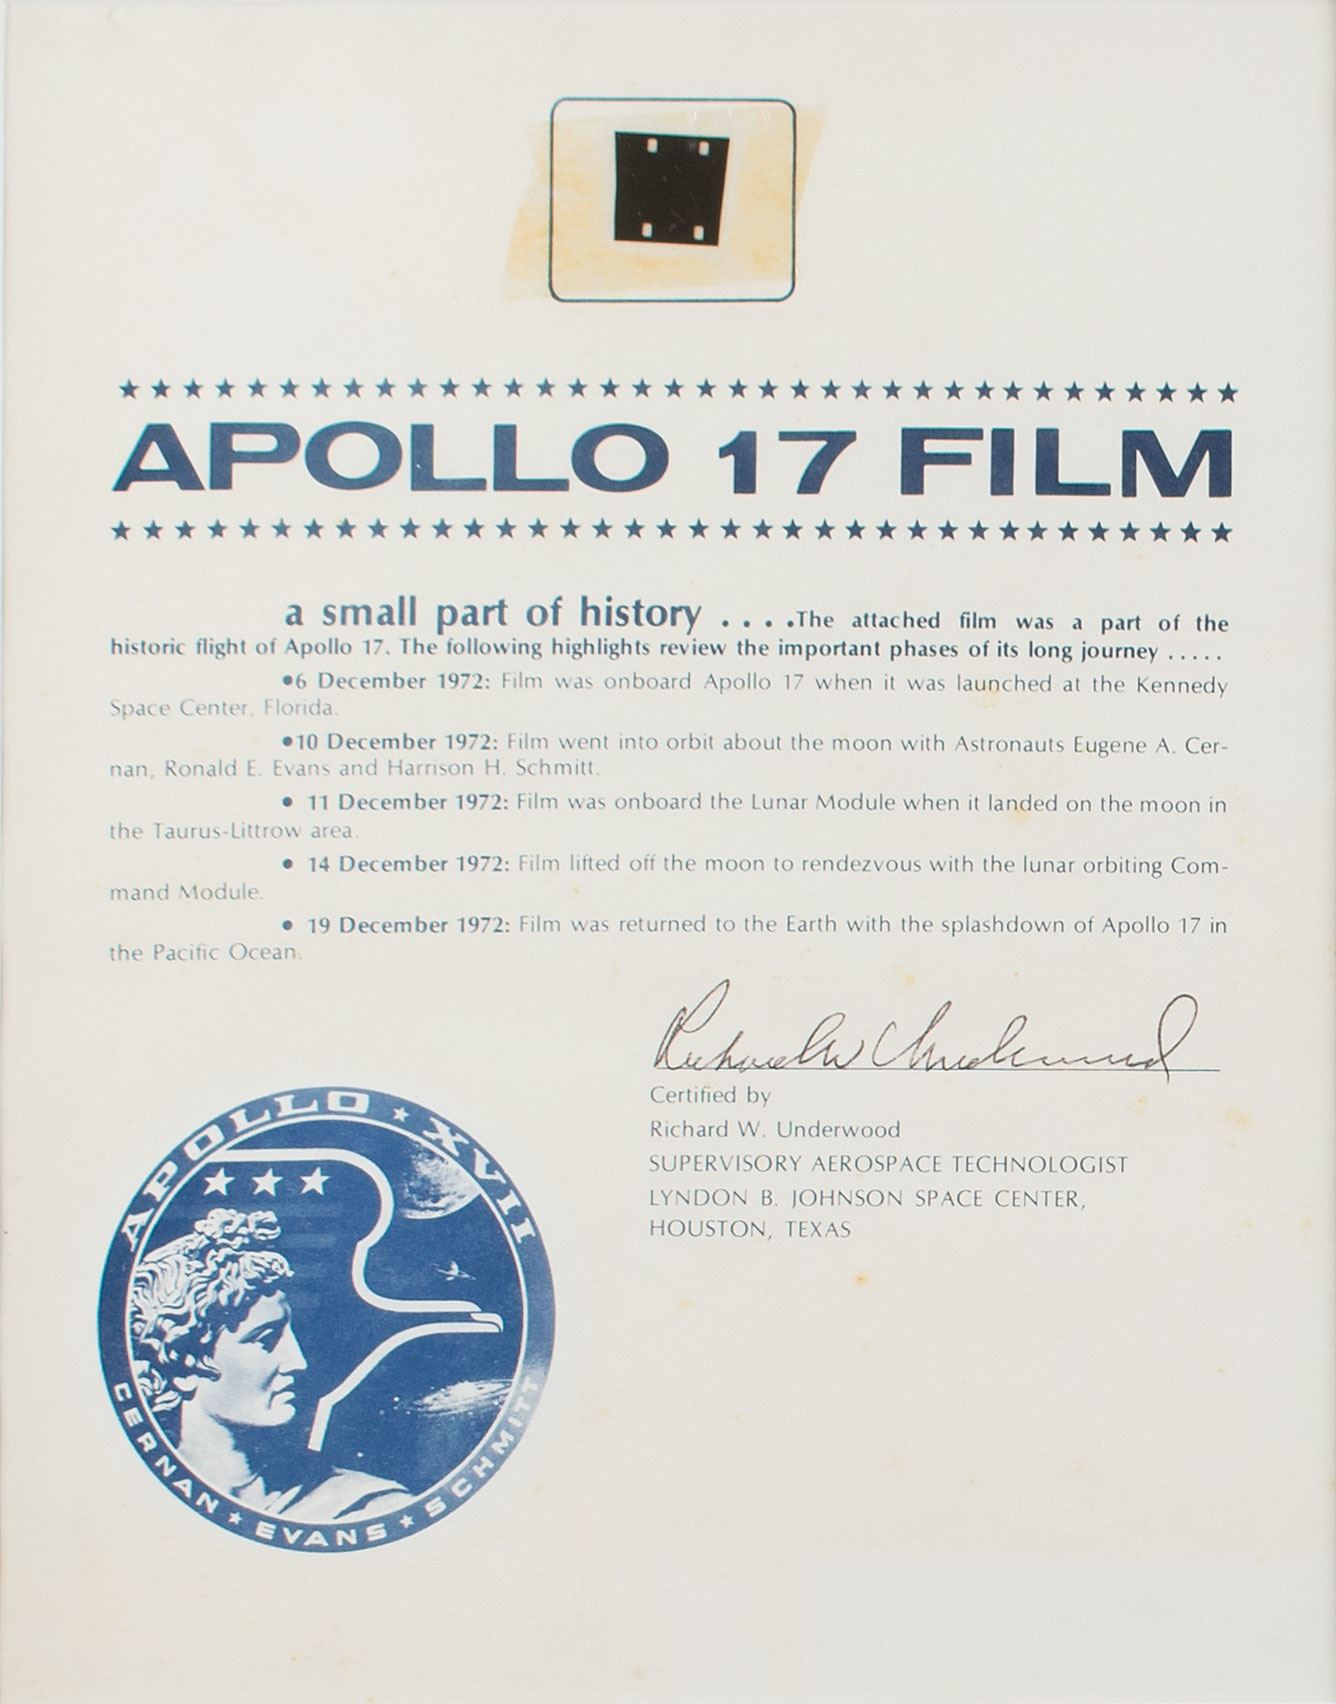 APOLLO 17 FILM
a small part of history . . . .The attached film was a part of the
historic flight of Apollo 17. The following highlights review the important phases of its long journey . . . . .
•6 December 1972: Film was onboard Apollo 17 when it was launched at the Kennedy
Space Center, Florida.
•10 December 1972: Film went into orbit about the moon with Astronauts Eugene A. Cer-
nan, Ronald E. Evans and Harrison H. Schmitt.
• 11 December 1972: Film was onboard the Lunar Module when it landed on the moon in
the Taurus-Littrow area.
• 14 December 1972: Film lifted off the moon to rendezvous with the lunar orbiting Com-
mand Module.
• 19 December 1972: Film was returned to the Earth with the splashdown of Apollo 17 in
the Pacific Ocean.
Richard W Underwood
Certified by
Richard W. Underwood
SUPERVISORY AEROSPACE TECHNOLOGIST
LYNDON B. JOHNSON SPACE CENTER,
HOUSTON, TEXAS
APOLLO ★ XVII
CERNAN ★ EVANS ★ SCHMITT